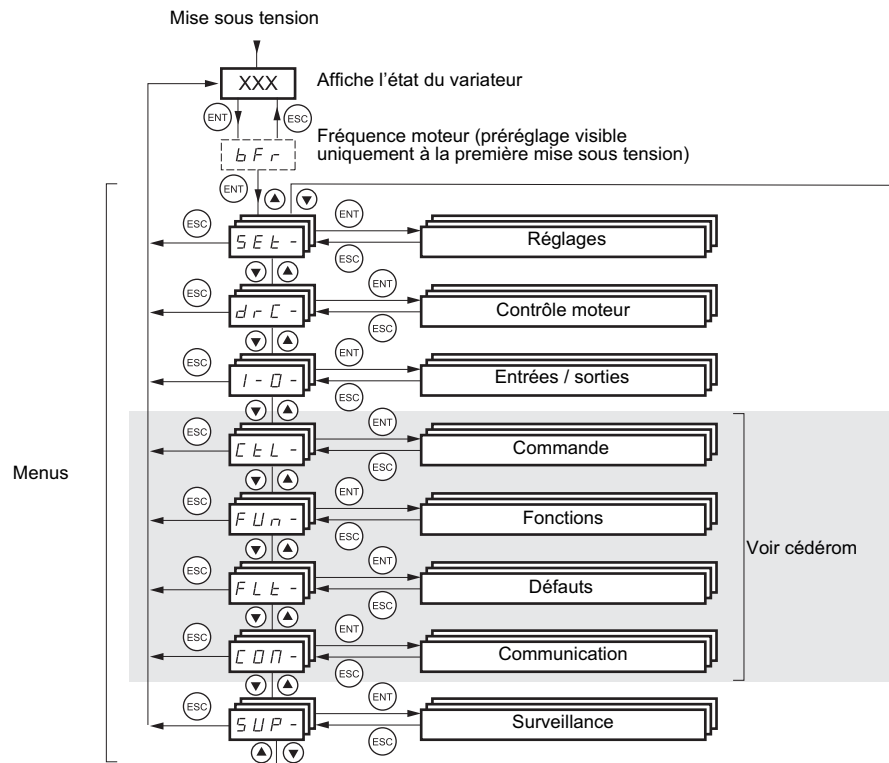 Mise sous tension
XXX
Affiche l'état du variateur
ENT
ESC
Fréquence moteur (préréglage visible
uniquement à la première mise sous tension)
bFr
ENT
ESC
SEt -
ENT
ESC
Réglages
ESC
drC -
ENT
ESC
Contrôle moteur
ESC
I-O -
ENT
ESC
Entrées / sorties
ESC
CtL -
ENT
ESC
Commande
Menus
ESC
FUn -
ENT
ESC
Fonctions
Voir cédérom
ESC
FLt -
ENT
ESC
Défauts
ESC
COM -
ENT
ESC
Communication
ESC
SUP -
ENT
ESC
Surveillance